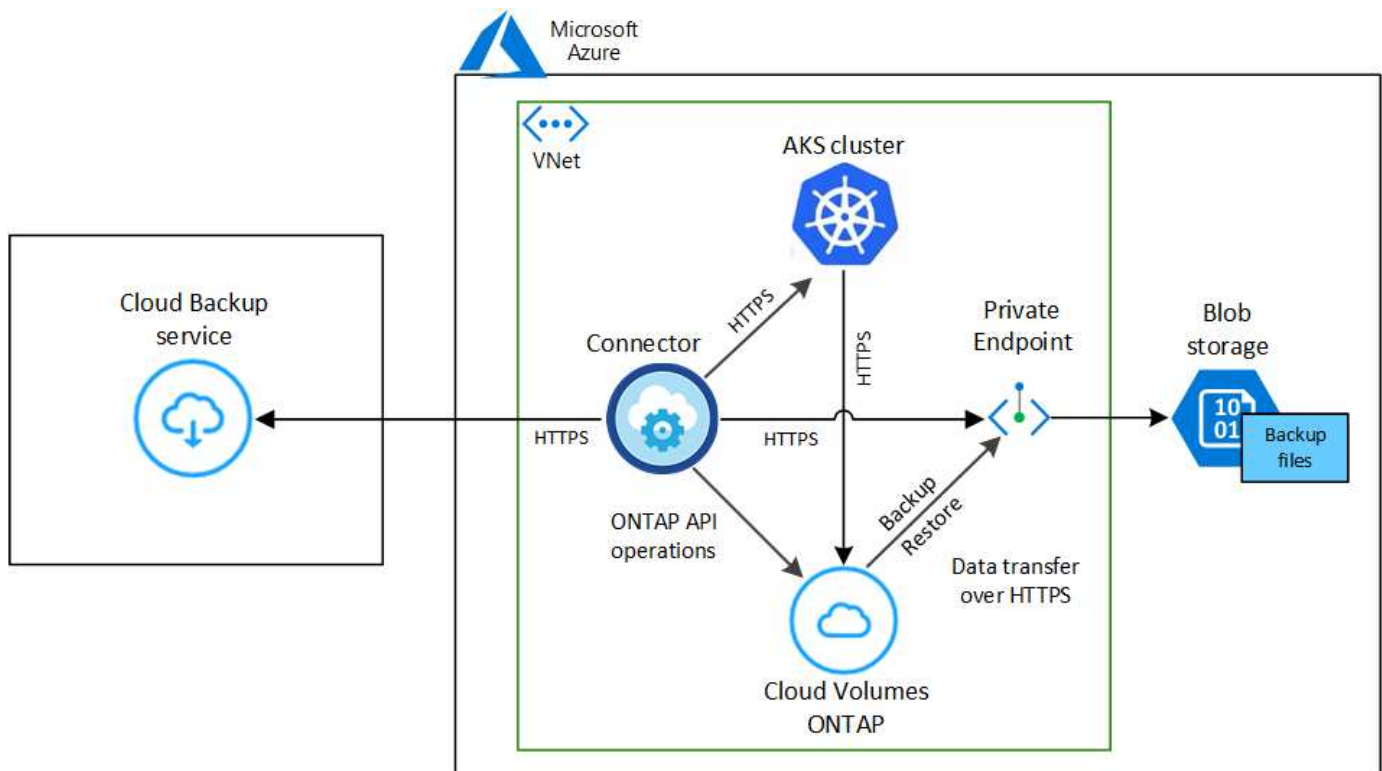 Microsoft
Azure
VNet
AKS cluster
Cloud Backup
service
Connector
HTTPS
HTTPS
Private
Endpoint
Blob
storage
10
01
Backup
files
HTTPS
HTTPS
ONTAP API
operations
Backup
Restore
Data transfer
over HTTPS
Cloud Volumes
ONTAP